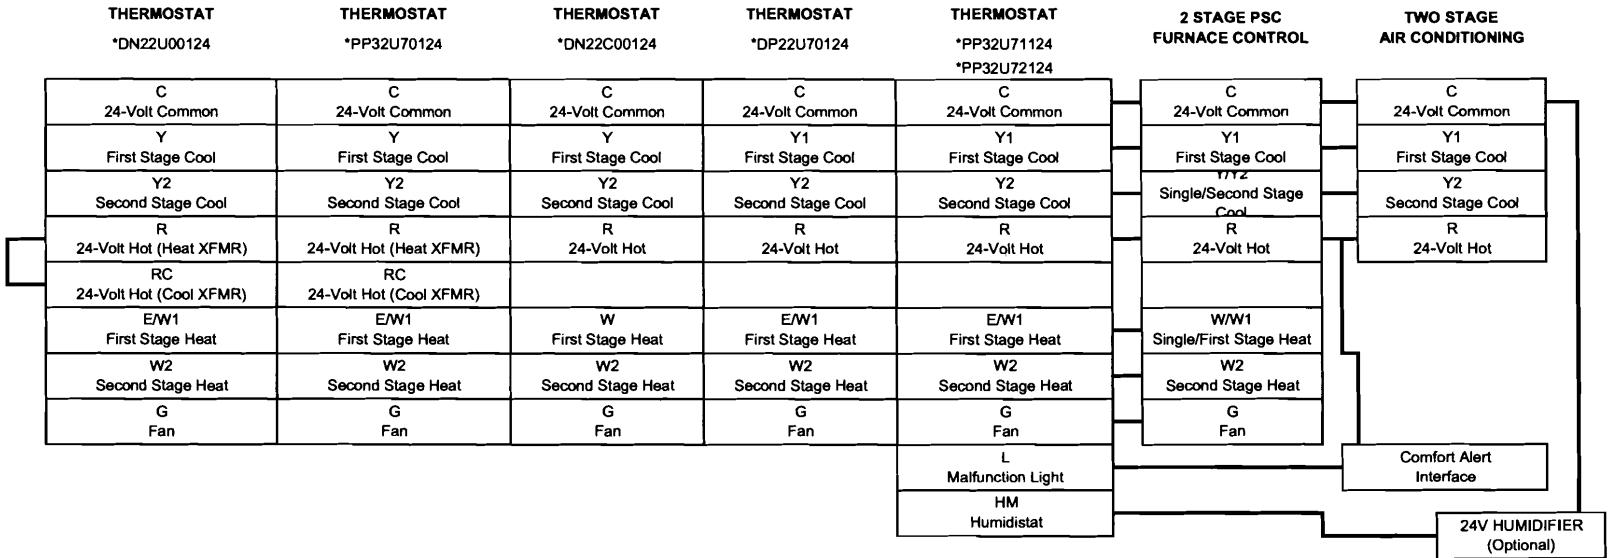 THERMOSTAT
*DN22U00124
THERMOSTAT
*PP32U70124
THERMOSTAT
*DN22C00124
THERMOSTAT
*DP22U70124
THERMOSTAT
*PP32U71124
*PP32U72124
2 STAGE PSC
FURNACE CONTROL
TWO STAGE
AIR CONDITIONING
C
24-Volt Common
C
24-Volt Common
C
24-Volt Common
C
24-Volt Common
C
24-Volt Common
C
24-Volt Common
C
24-Volt Common
Y
First Stage Cool
Y
First Stage Cool
Y
First Stage Cool
Y1
First Stage Cool
Y1
First Stage Cool
Y1
First Stage Cool
Y1
First Stage Cool
Y2
Second Stage Cool
Y2
Second Stage Cool
Y2
Second Stage Cool
Y2
Second Stage Cool
Y2
Second Stage Cool
Y/Y2
Single/Second Stage
Cool
Y2
Second Stage Cool
R
24-Volt Hot (Heat XFMR)
R
24-Volt Hot (Heat XFMR)
R
24-Volt Hot
R
24-Volt Hot
R
24-Volt Hot
R
24-Volt Hot
R
24-Volt Hot
RC
24-Volt Hot (Cool XFMR)
RC
24-Volt Hot (Cool XFMR)
E/W1
First Stage Heat
E/W1
First Stage Heat
W
First Stage Heat
E/W1
First Stage Heat
E/W1
First Stage Heat
W/W1
Single/First Stage Heat
W2
Second Stage Heat
W2
Second Stage Heat
W2
Second Stage Heat
W2
Second Stage Heat
W2
Second Stage Heat
W2
Second Stage Heat
G
Fan
G
Fan
G
Fan
G
Fan
G
Fan
G
Fan
L
Malfunction Light
Comfort Alert
Interface
HM
Humidistat
24V HUMIDIFIER
(Optional)